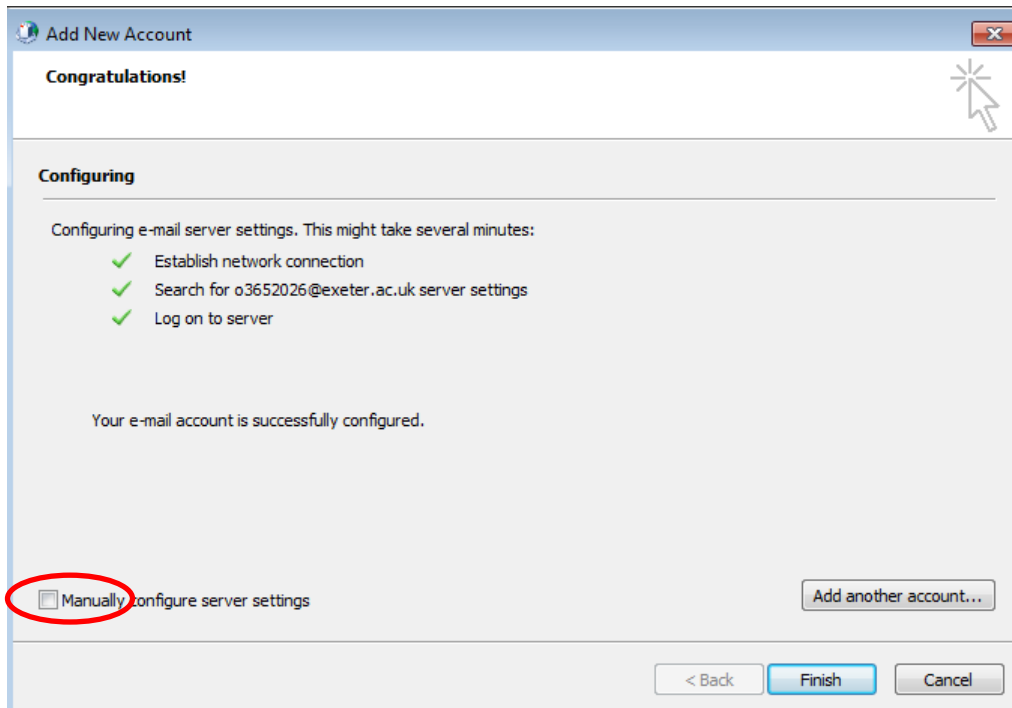 Add New Account
Congratulations!
Configuring
Configuring e-mail server settings. This might take several minutes:
Establish network connection
Search for o3652026@exeter.ac.uk server settings
Log on to server
Your e-mail account is successfully configured.
Manually configure server settings
Add another account...
< Back
Finish
Cancel